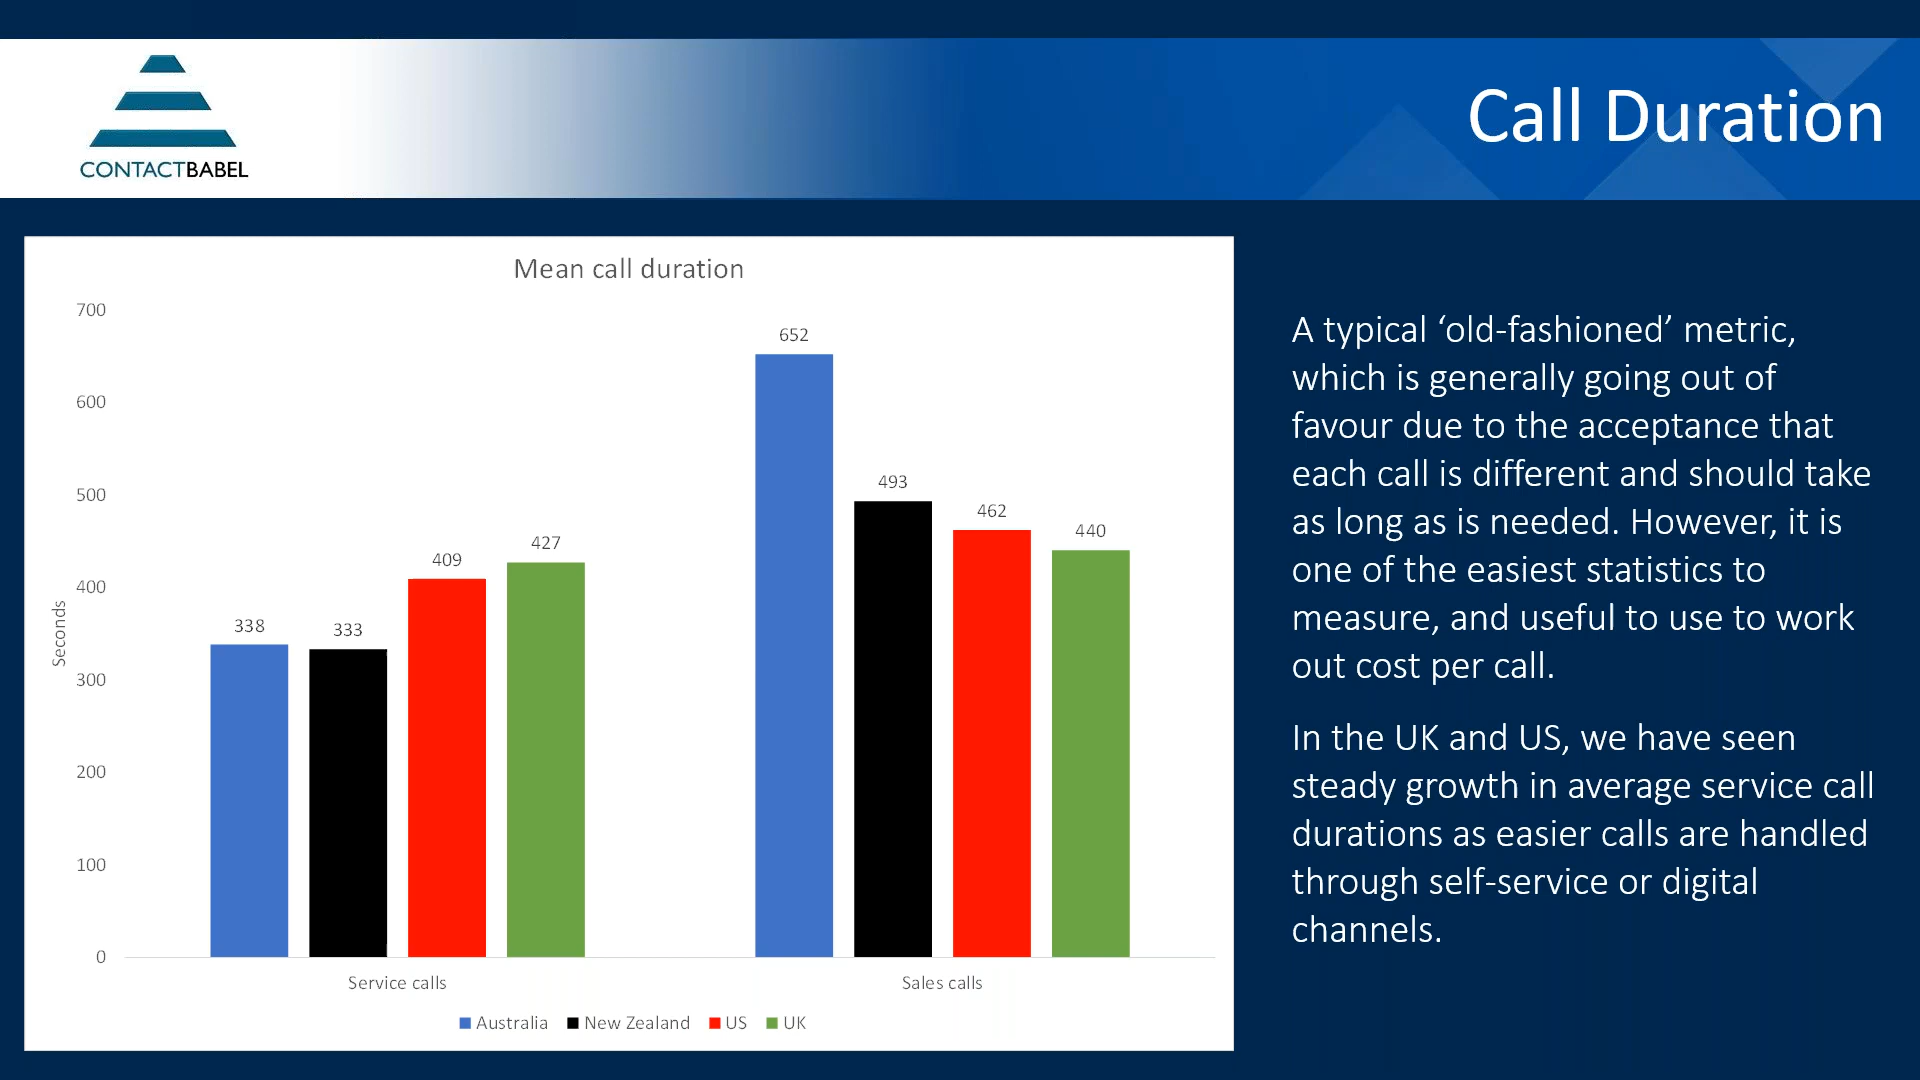 CONTACTBABEL
Call Duration
Mean call duration
700
600
500
400
300
200
100
0
Seconds
338
333
409
427
652
493
462
440
Service calls
Sales calls
Australia
New Zealand
US
UK
A typical ‘old-fashioned’ metric,
which is generally going out of
favour due to the acceptance that
each call is different and should take
as long as is needed. However, it is
one of the easiest statistics to
measure, and useful to use to work
out cost per call.
In the UK and US, we have seen
steady growth in average service call
durations as easier calls are handled
through self-service or digital
channels.